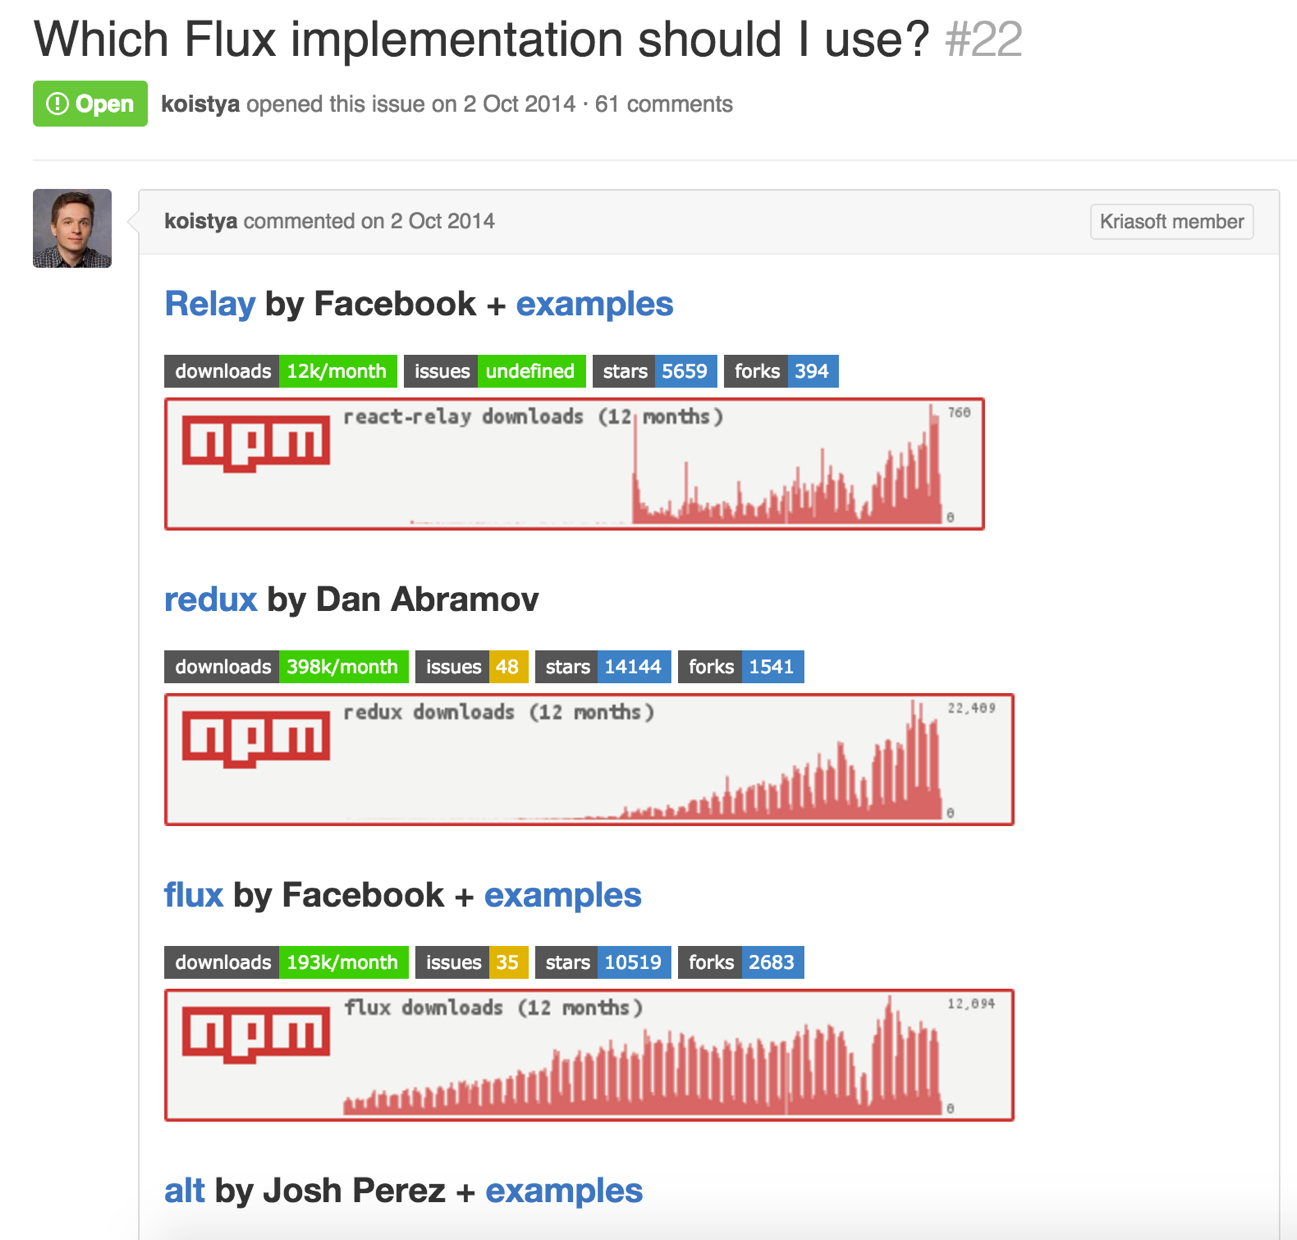 Which Flux implementation should I use? #22
Open koistya opened this issue on 2 Oct 2014 · 61 comments
koistya commented on 2 Oct 2014 Kriasoft member
Relay by Facebook + examples
downloads 12k/month issues undefined stars 5659 forks 394
npm react-relay downloads (12 months) 760
0
redux by Dan Abramov
downloads 398k/month issues 48 stars 14144 forks 1541
npm redux downloads (12 months) 22,409
0
flux by Facebook + examples
downloads 193k/month issues 35 stars 10519 forks 2683
npm flux downloads (12 months) 12,094
0
alt by Josh Perez + examples